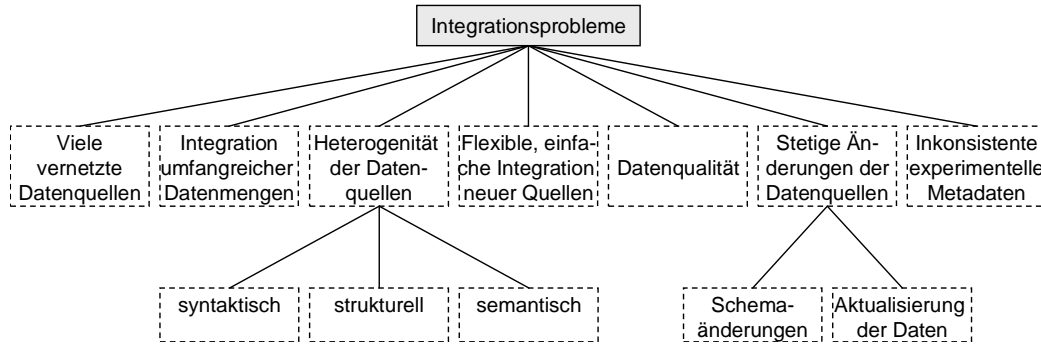 Integrationsprobleme
Viele
vernetzte
Datenquellen
Integration
umfangreicher
Datenmengen
Heterogenität
der Daten-
quellen
Flexible, einfa-
che Integration
neuer Quellen
Datenqualität
Stetige Än-
derungen der
Datenquellen
Inkonsistente
experimentelle
Metadaten
syntaktisch
strukturell
semantisch
Schema-
änderungen
Aktualisierung
der Daten